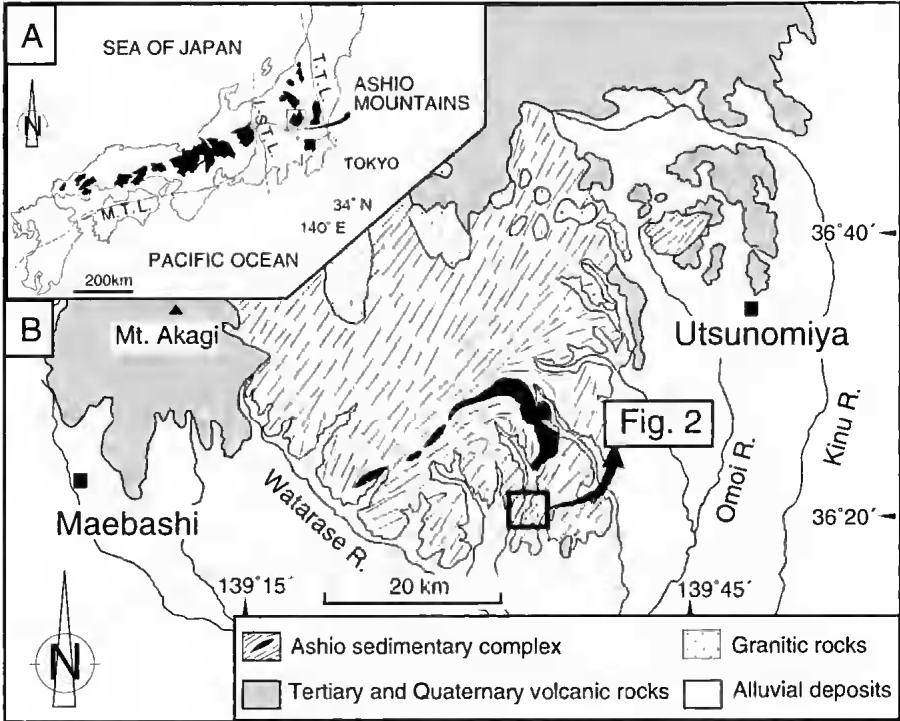 A
SEA OF JAPAN
N
T.T.L.
I.ST.L.
ASHIO
MOUNTAINS
TOKYO
M.T.L.
34° N
140° E
PACIFIC OCEAN
200km
B
Mt. Akagi
36°40´
Utsunomiya
Fig. 2
Kinu R.
Omoi R.
Watarase R.
Maebashi
36°20´
139°15´
20 km
139°45´
N
Ashio sedimentary complex
Granitic rocks
Tertiary and Quaternary volcanic rocks
Alluvial deposits